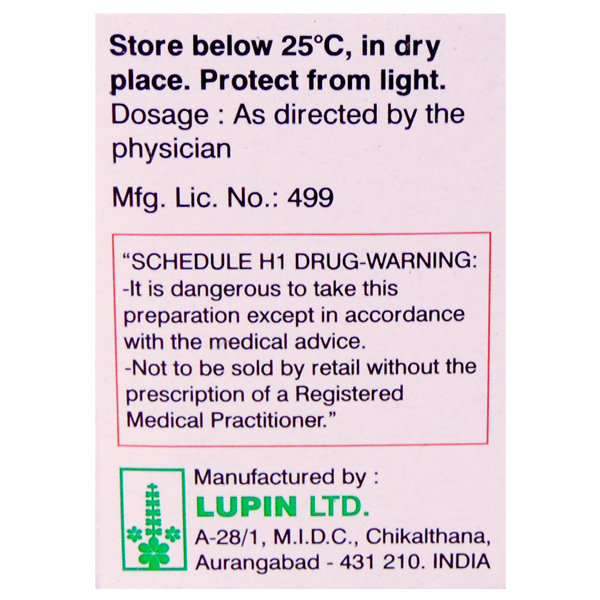 Store below 25°C, in dry
place. Protect from light.
Dosage : As directed by the
physician
Mfg. Lic. No.: 499
“SCHEDULE H1 DRUG-WARNING:
-It is dangerous to take this
preparation except in accordance
with the medical advice.
-Not to be sold by retail without the
prescription of a Registered
Medical Practitioner.”
Manufactured by :
LUPIN LTD.
A-28/1, M.I.D.C., Chikalthana,
Aurangabad - 431 210. INDIA